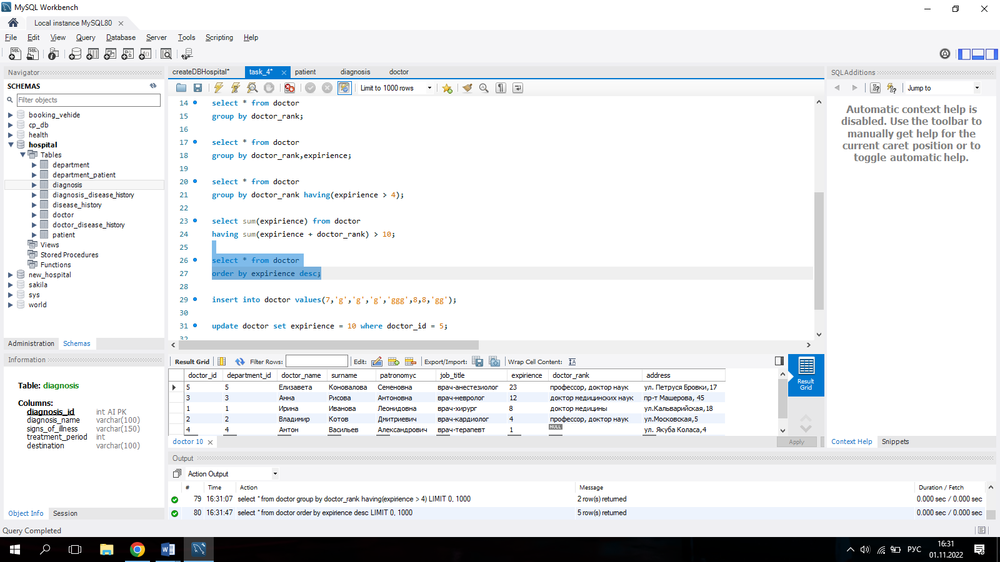 MySQL Workbench
Local instance MySQL80
File Edit View Query Database Server Tools Scripting Help
Navigator
SCHEMAS
Filter objects
booking_vehide
cp_db
health
hospital
Tables
department
department_patient
diagnosis
diagnosis_disease_history
disease_history
doctor
doctor_disease_history
patient
Views
Stored Procedures
Functions
new_hospital
sakila
sys
world
Administration Schemas
Information
Table: diagnosis
Columns:
diagnosis_id int AI PK
diagnosis_name varchar(100)
signs_of_illness varchar(150)
treatment_period int
destination varchar(100)
Object Info Session
Query Completed
createDBHospital* task_4* patient diagnosis doctor
Limit to 1000 rows
14 select * from doctor
15 group by doctor_rank;
16
17 select * from doctor
18 group by doctor_rank,expirience;
19
20 select * from doctor
21 group by doctor_rank having(expirience > 4);
22
23 select sum(expirience) from doctor
24 having sum(expirience + doctor_rank) > 10;
25
26 select * from doctor
27 order by expirience desc;
28
29 insert into doctor values(7,'g','g','g','ggg',8,8,'gg');
30
31 update doctor set expirience = 10 where doctor_id = 5;
32
Result Grid Filter Rows: Edit: Export/Import: Wrap Cell Content:
doctor_id department_id doctor_name surname patronomyc job_title expirience doctor_rank address
5 5 Елизавета Коновалова Семеновна врач-анестезиолог 23 профессор, доктор наук ул. Петруся Бровки,17
3 3 Анна Рисова Антоновна врач-невролог 12 доктор медицинских наук пр-т Машерова, 45
1 1 Ирина Иванова Леонидовна врач-хирург 8 доктор медицины ул.Кальварийская,18
2 2 Владимир Котов Дмитриевич врач-кардиолог 4 профессор, доктор наук ул.Московская,5
4 4 Антон Васильев Александрович врач-терапевт 1 NULL ул. Якуба Коласа,4
Result
Grid
doctor 10
Apply
Output
Action Output
# Time Action Message Duration / Fetch
79 16:31:07 select * from doctor group by doctor_rank having(expirience > 4) LIMIT 0, 1000 2 row(s) returned 0.000 sec / 0.000 sec
80 16:31:47 select * from doctor order by expirience desc LIMIT 0, 1000 5 row(s) returned 0.000 sec / 0.000 sec
SQLAdditions
Jump to
Automatic context help is
disabled. Use the toolbar to
manually get help for the
current caret position or to
toggle automatic help.
Context Help Snippets
РУС
16:31
01.11.2022